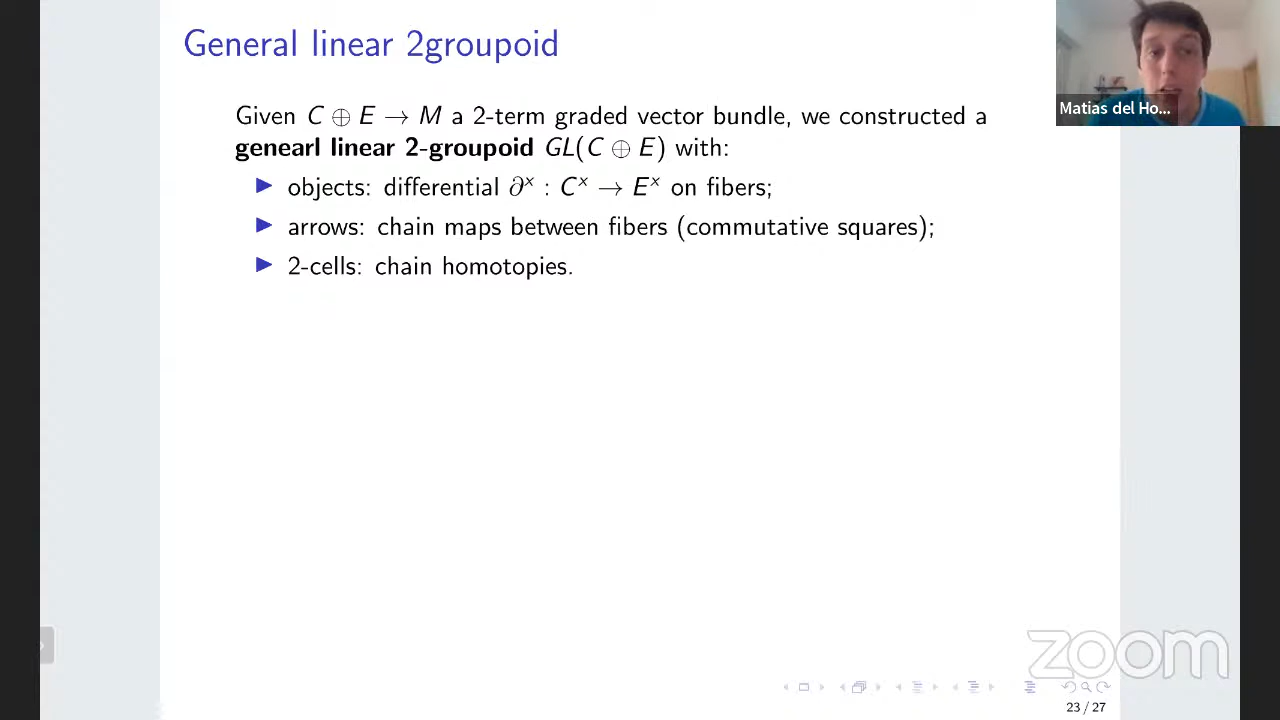 General linear 2groupoid
Matias del Ho...
Given C ⊕ E → M a 2-term graded vector bundle, we constructed a
genearl linear 2-groupoid GL(C ⊕ E) with:
▶ objects: differential ∂ˣ : Cˣ → Eˣ on fibers;
▶ arrows: chain maps between fibers (commutative squares);
▶ 2-cells: chain homotopies.
zoom
23 / 27